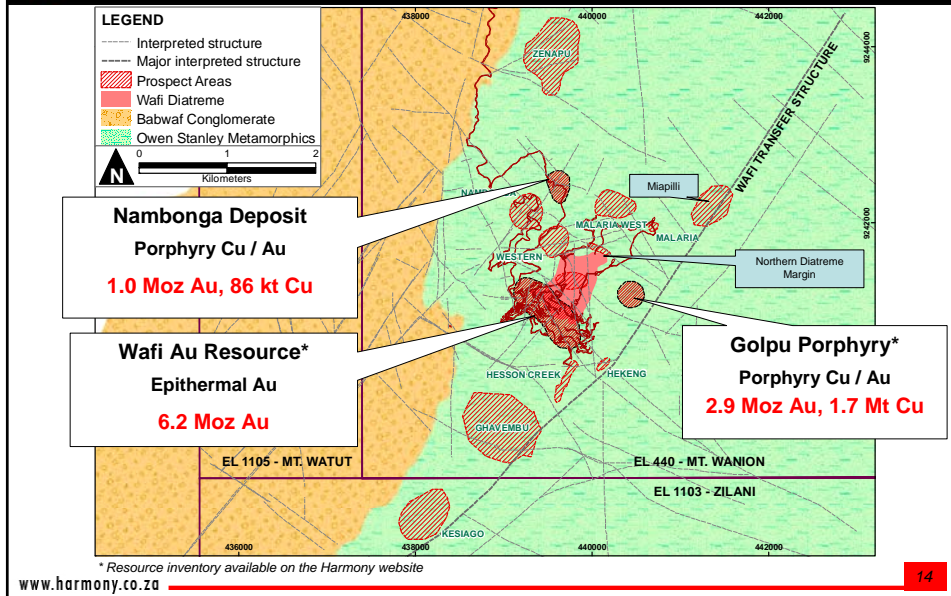 LEGEND
Interpreted structure
Major interpreted structure
Prospect Areas
Wafi Diatreme
Babwaf Conglomerate
Owen Stanley Metamorphics
N
0 1 2
Kilometers
438000 440000 442000
9244000
ZENAPU
WAFI TRANSFER STRUCTURE
Miapilli
9242000
Nambonga Deposit
Porphyry Cu / Au
1.0 Moz Au, 86 kt Cu
MALARIA WEST
MALARIA
WESTERN
Northern Diatreme
Margin
Wafi Au Resource*
Epithermal Au
6.2 Moz Au
Golpu Porphyry*
Porphyry Cu / Au
2.9 Moz Au, 1.7 Mt Cu
HESSON CREEK
HEKENG
GHAVEMBU
EL 1105 - MT. WATUT
EL 440 - MT. WANION
EL 1103 - ZILANI
KESIAGO
436000 438000 440000 442000
* Resource inventory available on the Harmony website
www.harmony.co.za
14